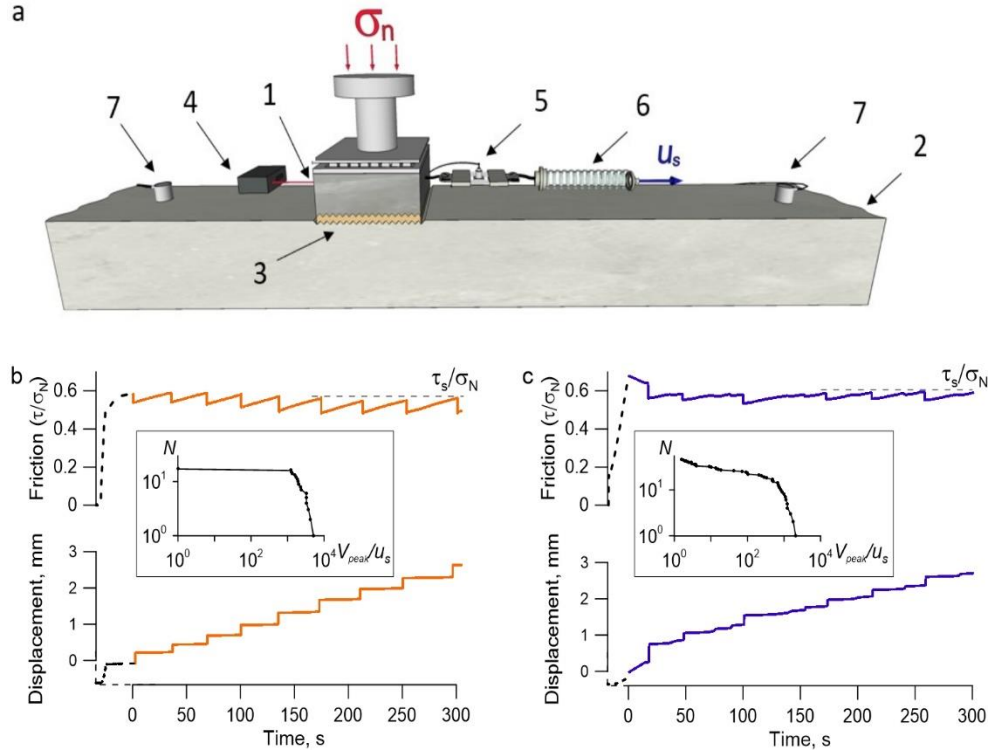 a
σn
7
4
1
5
6
7
2
us
3
b
c
Friction (τ/σN)
0.6
0.4
0.2
0
τs/σN
N
10¹
10⁰
10⁰
10²
10⁴
Vpeak/us
Displacement, mm
3
2
1
0
0
50
100
150
200
250
300
Time, s
Friction (τ/σN)
0.6
0.4
0.2
0
τs/σN
N
10¹
10⁰
10⁰
10²
10⁴
Vpeak/us
Displacement, mm
3
2
1
0
0
50
100
150
200
250
300
Time, s